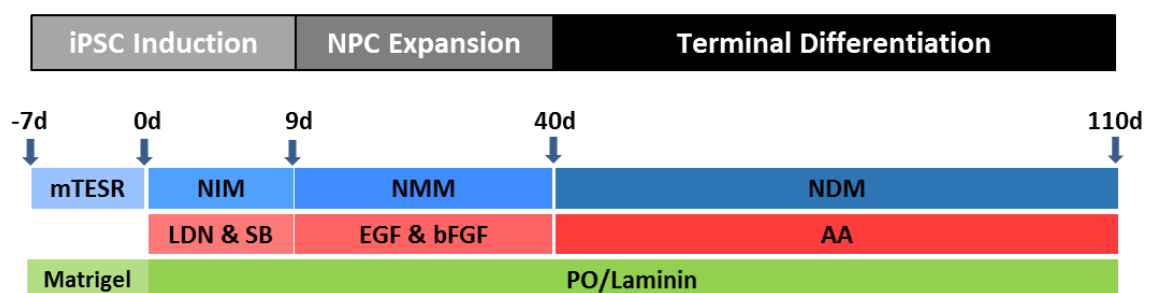 iPSC Induction NPC Expansion Terminal Differentiation
-7d 0d 9d 40d 110d
mTESR NIM NMM NDM
LDN & SB EGF & bFGF AA
Matrigel PO/Laminin